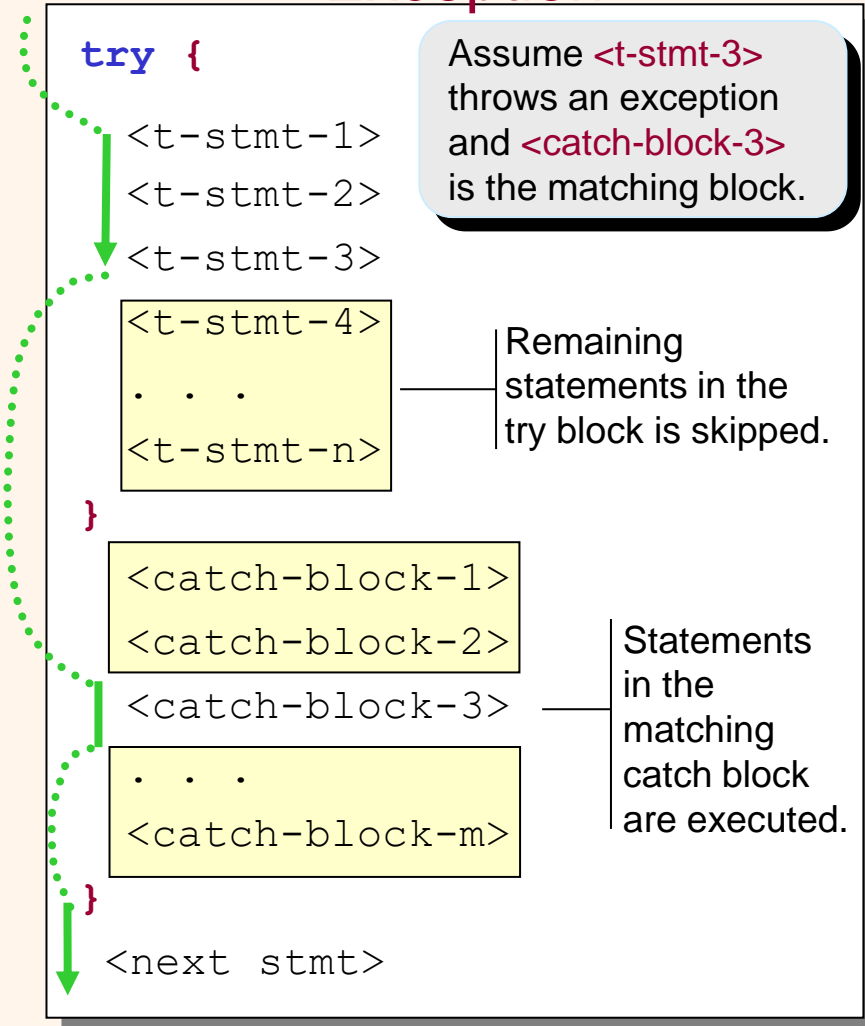 try {
Assume <t-stmt-3>
throws an exception
and <catch-block-3>
is the matching block.
<t-stmt-1>
<t-stmt-2>
<t-stmt-3>
<t-stmt-4>
. . .
<t-stmt-n>
Remaining
statements in the
try block is skipped.
}
<catch-block-1>
<catch-block-2>
<catch-block-3>
. . .
<catch-block-m>
Statements
in the
matching
catch block
are executed.
}
<next stmt>